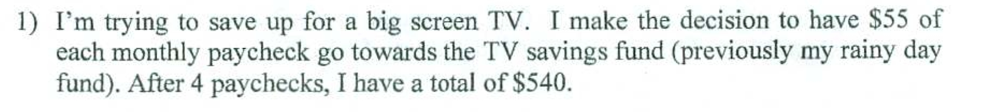 1) I'm trying to save up for a big screen TV. I make the decision to have $55 of
each monthly paycheck go towards the TV savings fund (previously my rainy day
fund). After 4 paychecks, I have a total of $540.